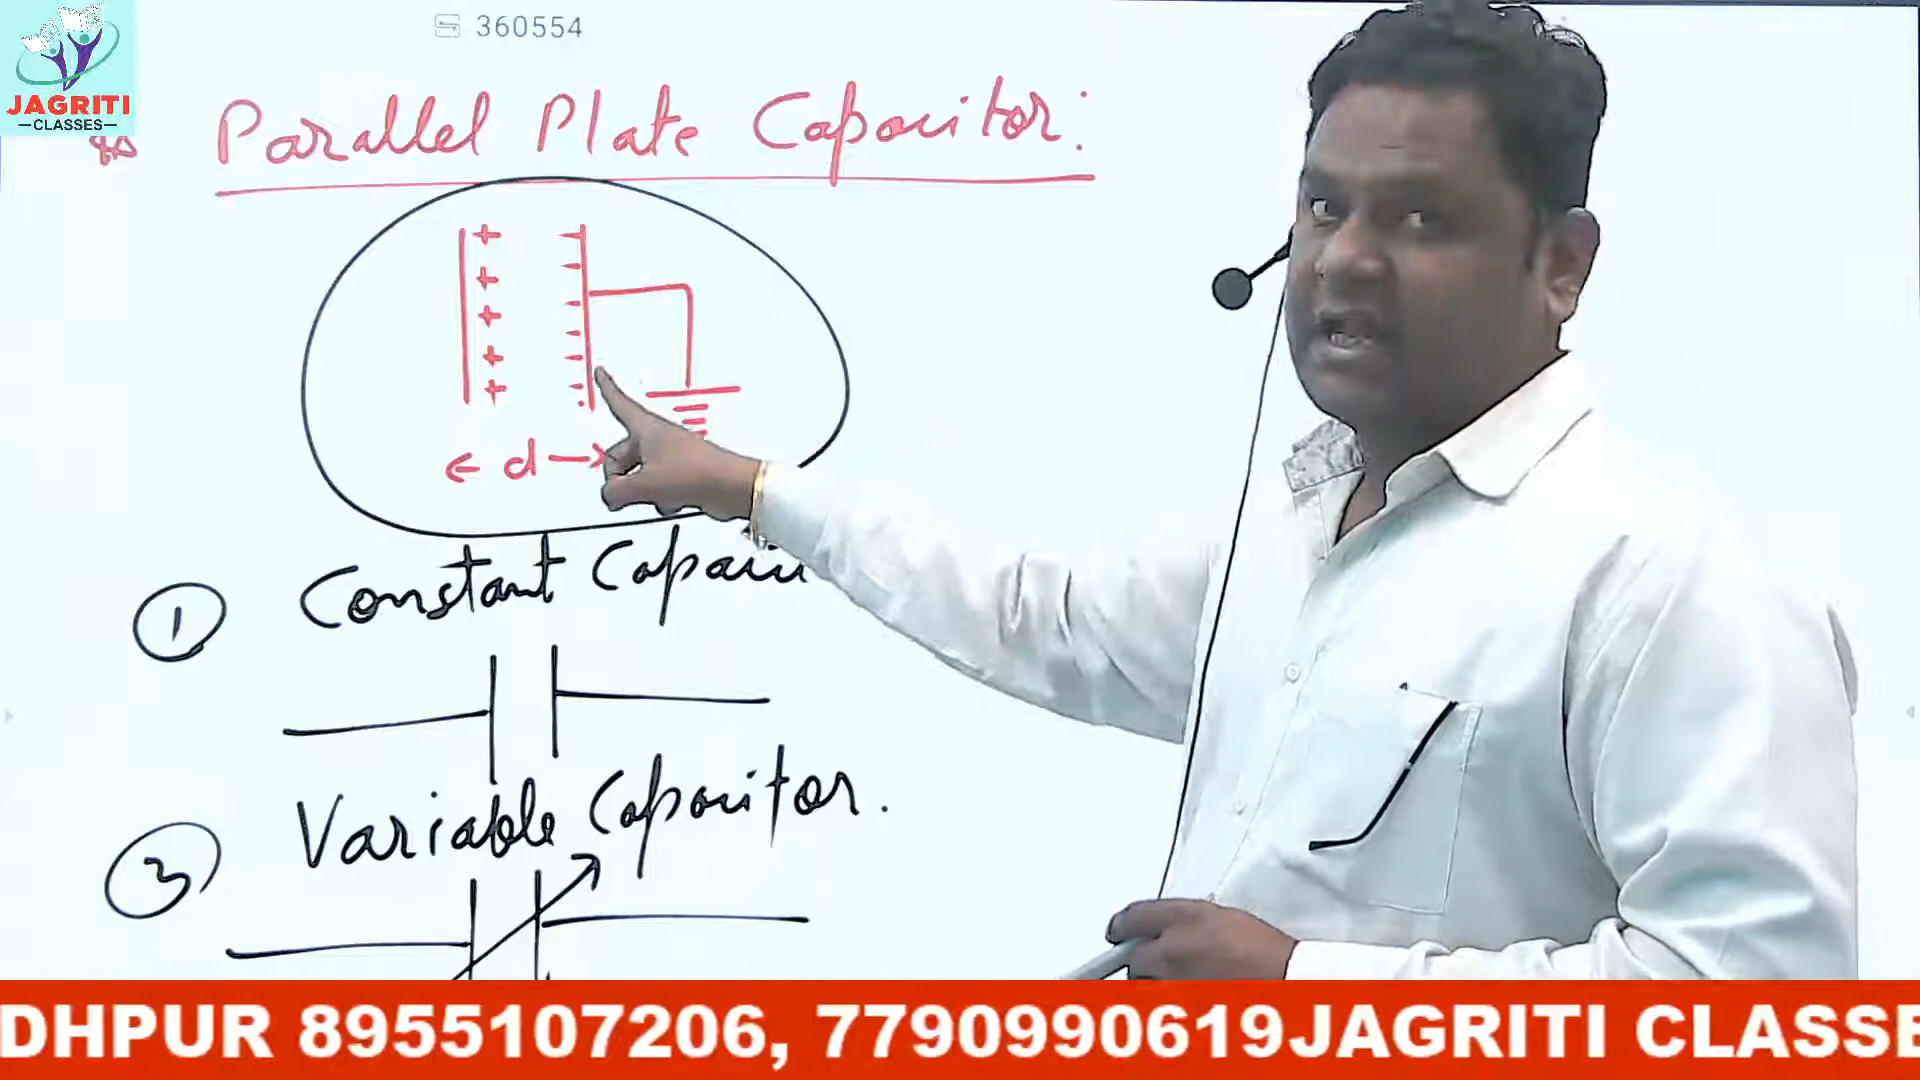 JAGRITI
CLASSES
360554
Parallel Plate Capacitor:
+ -
+ -
+ -
+ -
+ -
← d →
① Constant
② Variable Capacitor.
DHPUR 8955107206, 7790990619JAGRITI CLASSE